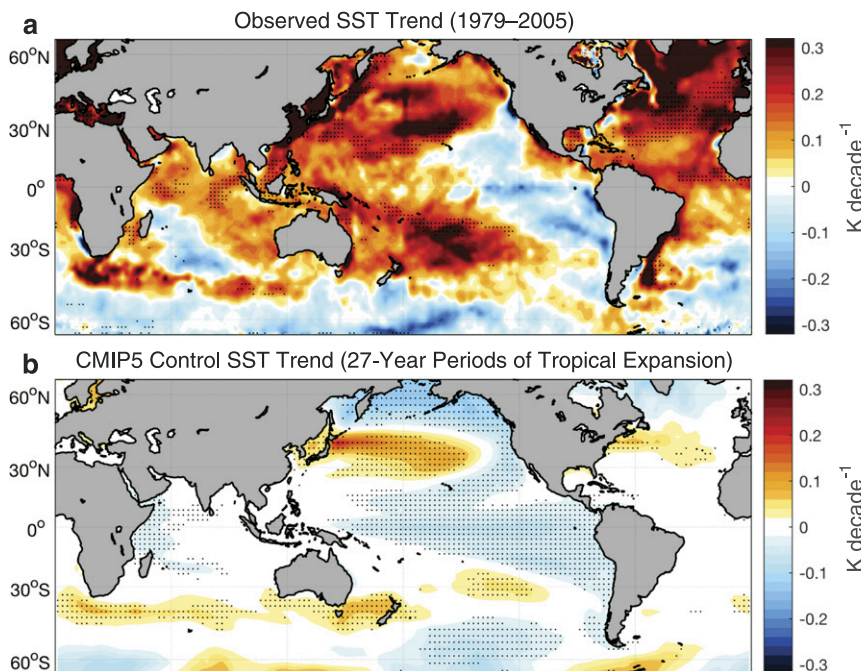 a
Observed SST Trend (1979–2005)
60°N
30°N
0°
30°S
60°S
0.3
0.2
0.1
0
-0.1
-0.2
-0.3
K decade⁻¹
b
CMIP5 Control SST Trend (27-Year Periods of Tropical Expansion)
60°N
30°N
0°
30°S
60°S
0.3
0.2
0.1
0
-0.1
-0.2
-0.3
K decade⁻¹